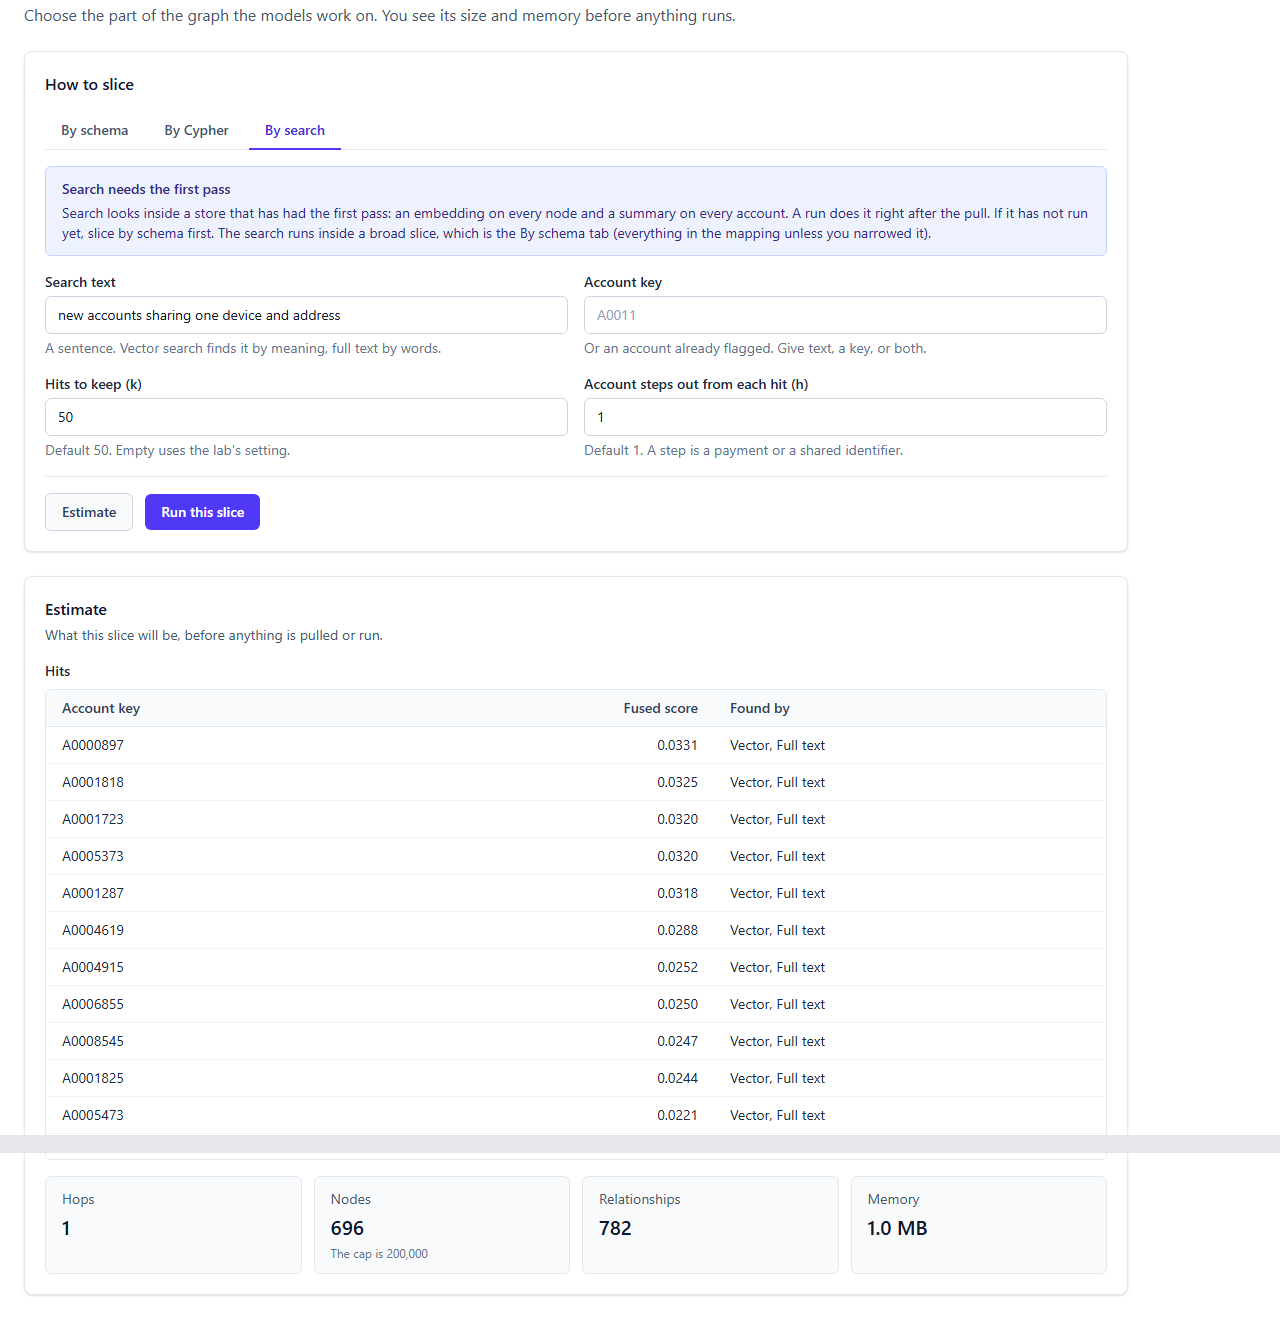 Choose the part of the graph the models work on. You see its size and memory before anything runs.
How to slice
By schema By Cypher By search
Search needs the first pass
Search looks inside a store that has had the first pass: an embedding on every node and a summary on every account. A run does it right after the pull. If it has not run
yet, slice by schema first. The search runs inside a broad slice, which is the By schema tab (everything in the mapping unless you narrowed it).
Search text Account key
new accounts sharing one device and address A0011
A sentence. Vector search finds it by meaning, full text by words. Or an account already flagged. Give text, a key, or both.
Hits to keep (k) Account steps out from each hit (h)
50 1
Default 50. Empty uses the lab's setting. Default 1. A step is a payment or a shared identifier.
Estimate Run this slice
Estimate
What this slice will be, before anything is pulled or run.
Hits
Account key Fused score Found by
A0000897 0.0331 Vector, Full text
A0001818 0.0325 Vector, Full text
A0001723 0.0320 Vector, Full text
A0005373 0.0320 Vector, Full text
A0001287 0.0318 Vector, Full text
A0004619 0.0288 Vector, Full text
A0004915 0.0252 Vector, Full text
A0006855 0.0250 Vector, Full text
A0008545 0.0247 Vector, Full text
A0001825 0.0244 Vector, Full text
A0005473 0.0221 Vector, Full text
Hops Nodes Relationships Memory
1 696 782 1.0 MB
The cap is 200,000